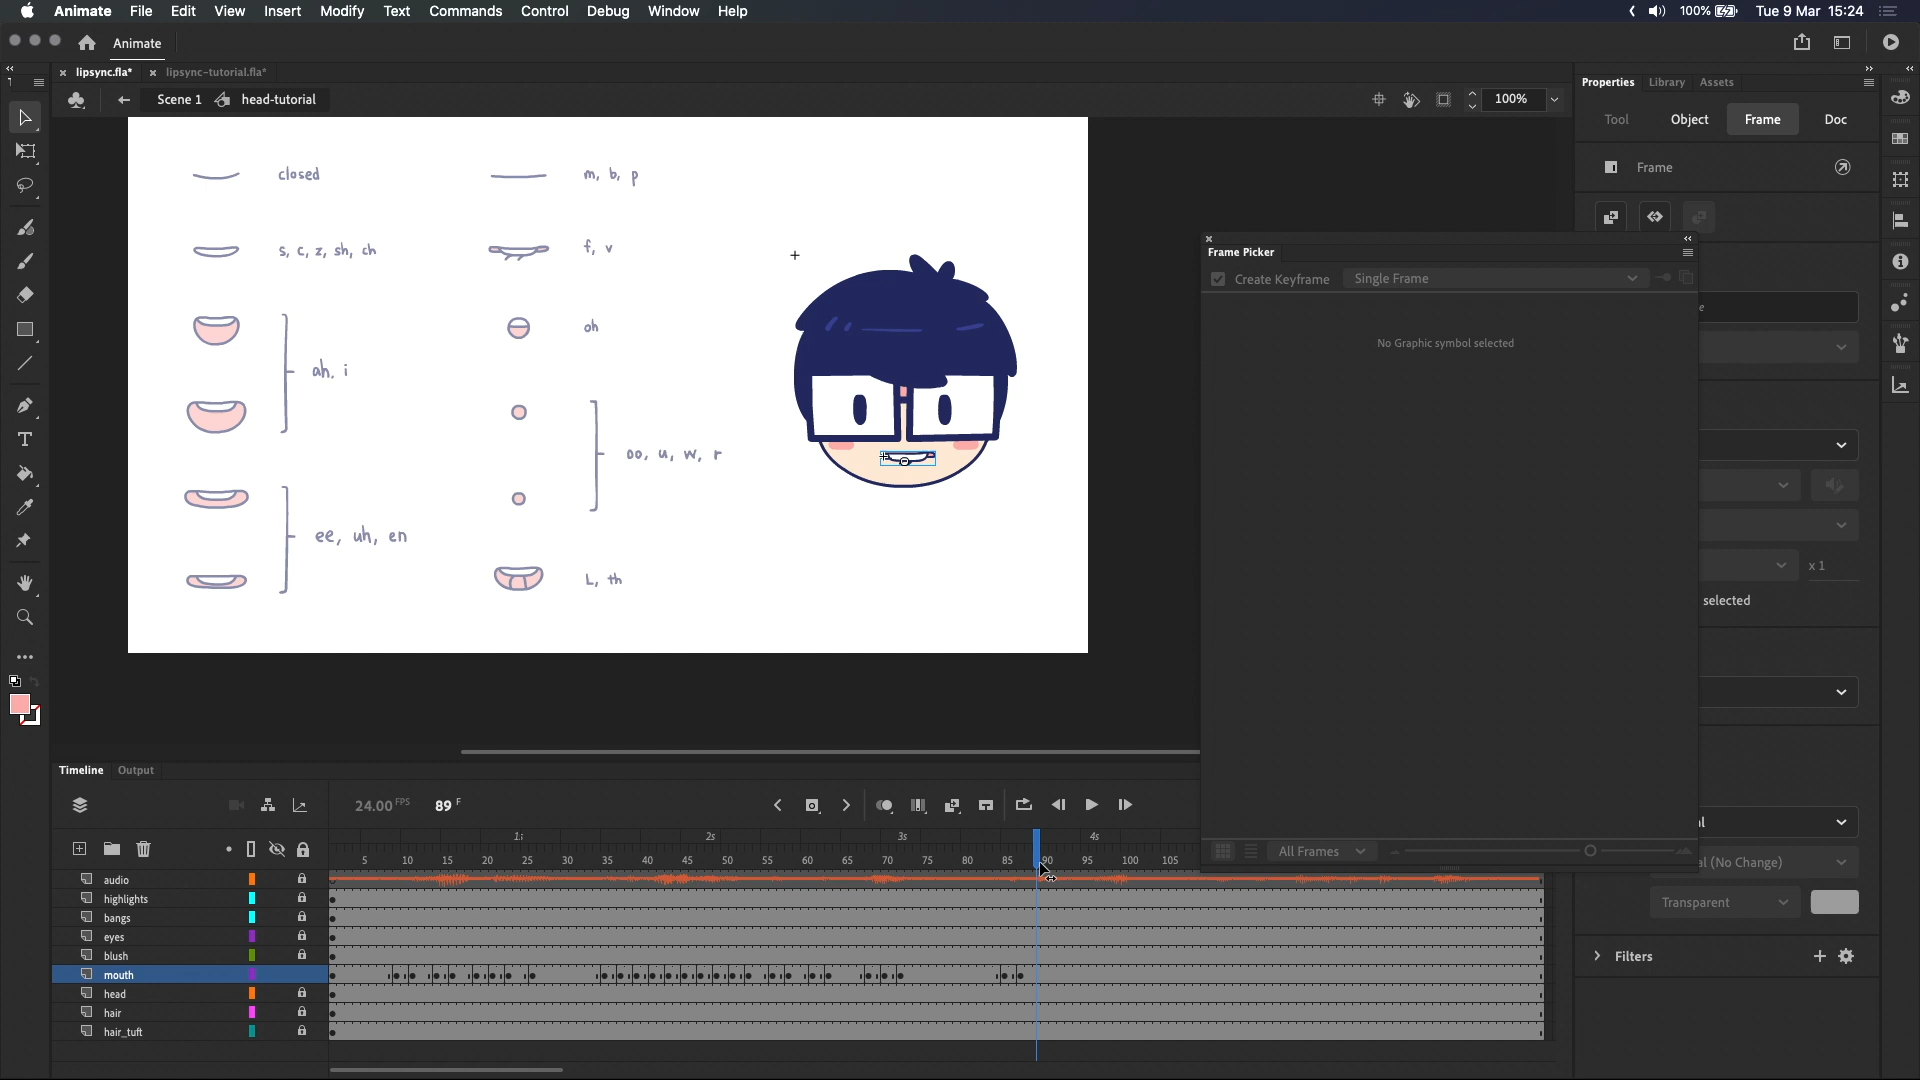 Animate File Edit View Insert Modify Text Commands Control Debug Window Help
100% Tue 9 Mar 15:24
Animate
lipsync.fla* lipsync-tutorial.fla*
Scene 1 head-tutorial 100%
Properties Library Assets
Tool Object Frame Doc
Frame
closed m, b, p
s, c, z, sh, ch f, v
oh
ah, i
oo, u, w, r
ee, uh, en
L, th
Frame Picker
Create Keyframe Single Frame
No Graphic symbol selected
All Frames
x 1
selected
al (No Change)
Transparent
Filters
Timeline Output
24.00 FPS 89 F
2s 3s 4s
5 10 15 20 25 30 35 40 45 50 55 60 65 70 75 80 85 90 95 100 105
audio
highlights
bangs
eyes
blush
mouth
head
hair
hair_tuft